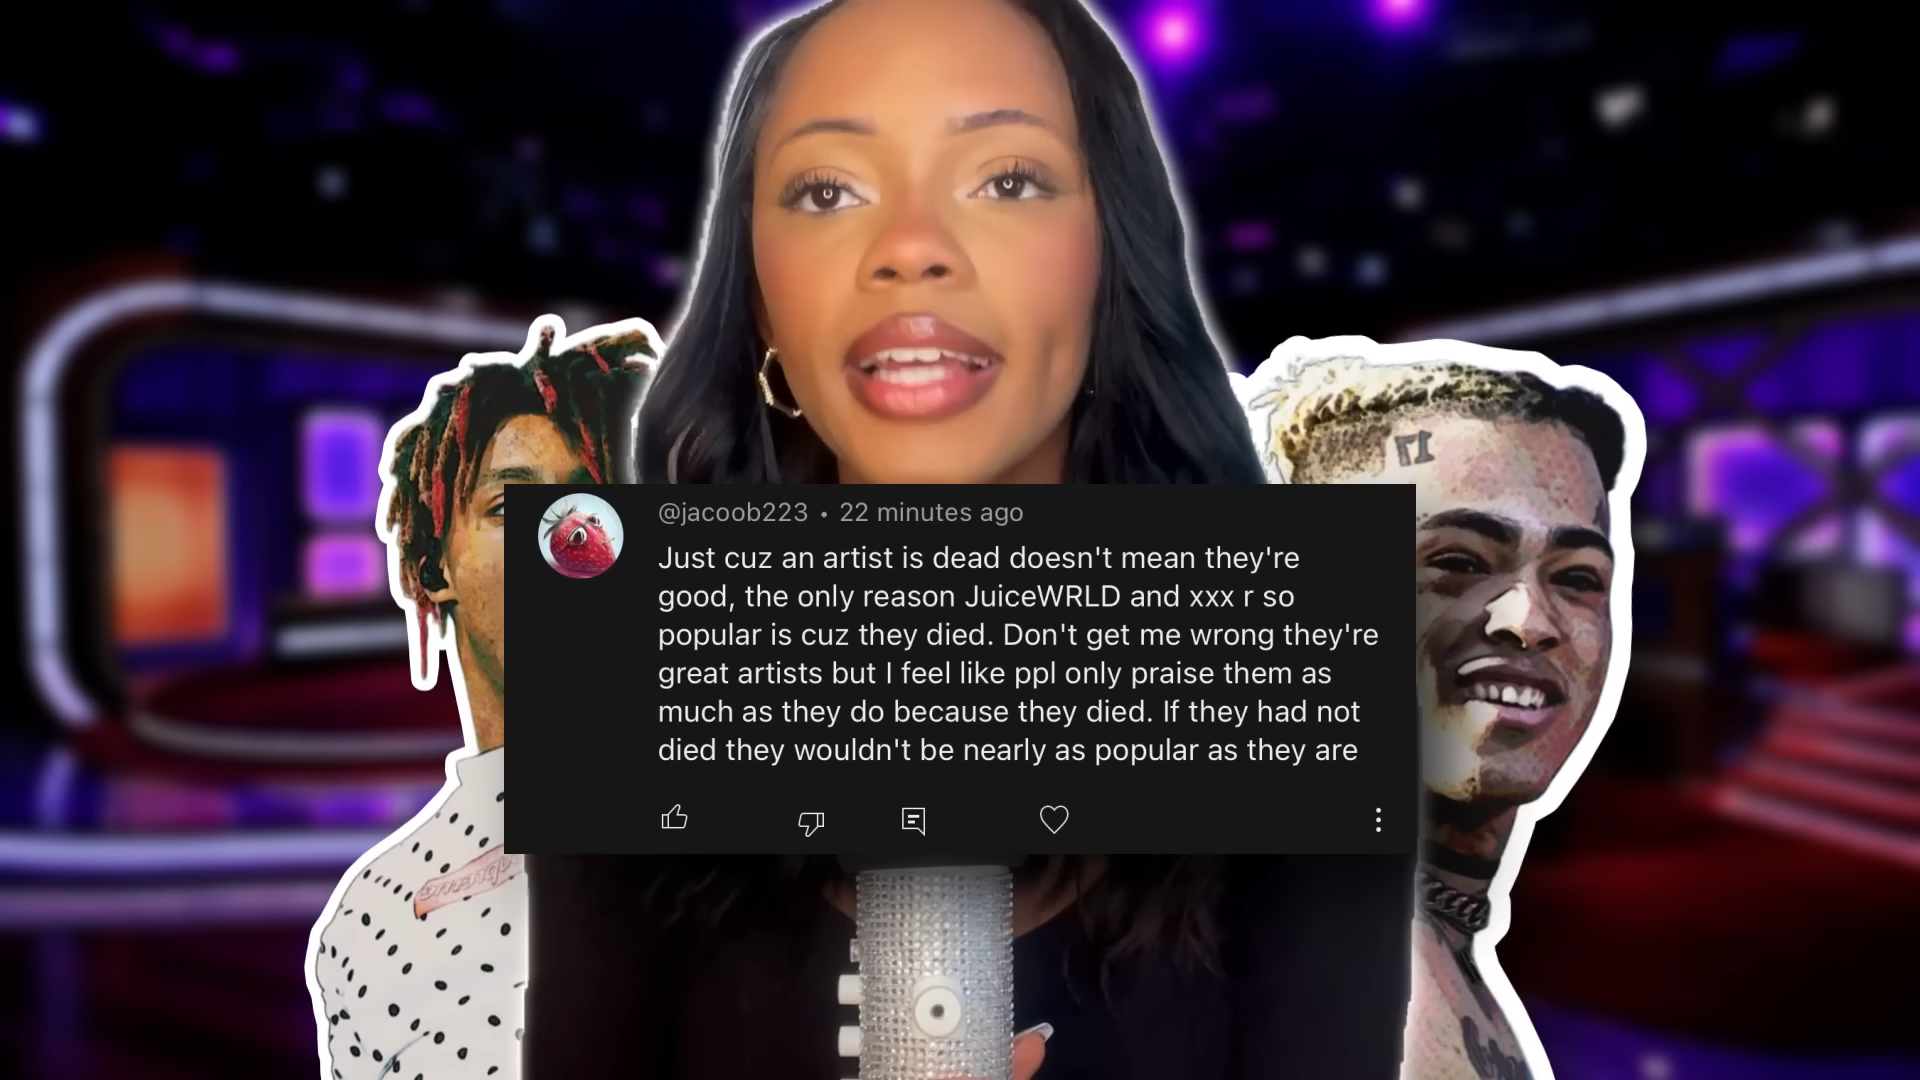 17
@jacoob223 • 22 minutes ago
Just cuz an artist is dead doesn't mean they're
good, the only reason JuiceWRLD and xxx r so
popular is cuz they died. Don't get me wrong they're
great artists but I feel like ppl only praise them as
much as they do because they died. If they had not
died they wouldn't be nearly as popular as they are